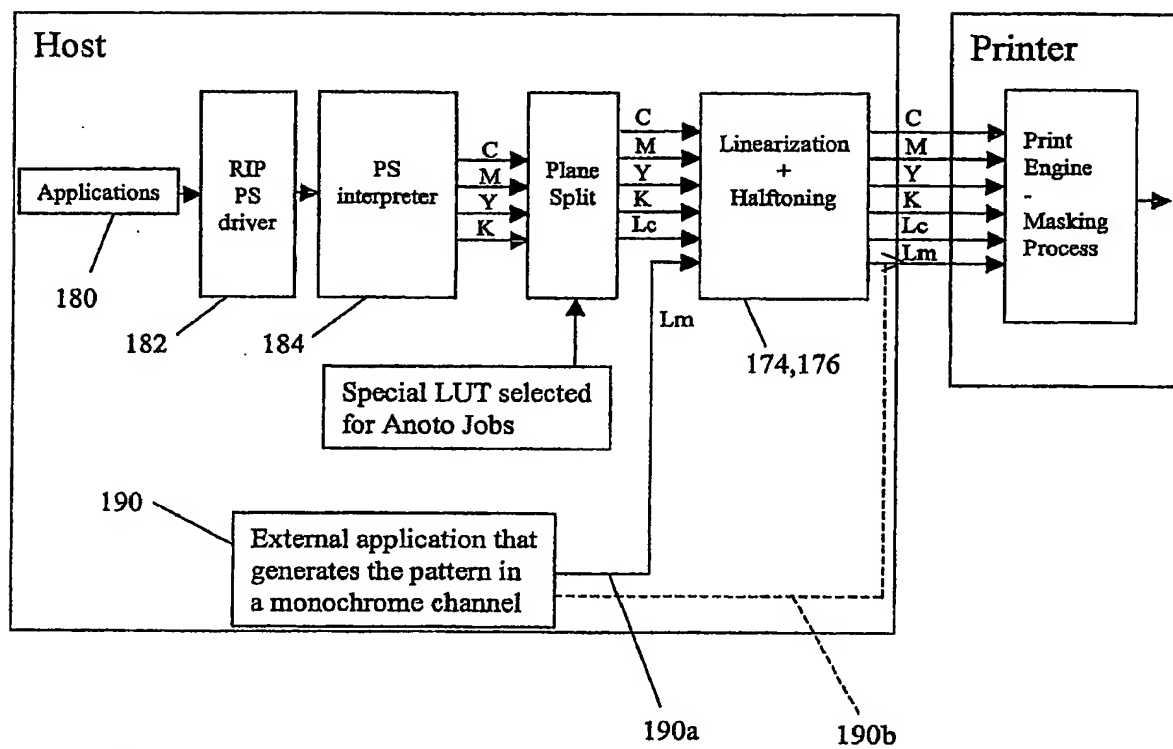 Host
Printer
Applications
180
RIP
PS
driver
182
PS
interpreter
184
C
M
Y
K
Plane
Split
C
M
Y
K
Lc
Lm
Linearization
+
Halftoning
174,176
C
M
Y
K
Lc
Lm
Print
Engine
-
Masking
Process
Special LUT selected
for Anoto Jobs
190
External application that
generates the pattern in
a monochrome channel
190a
190b